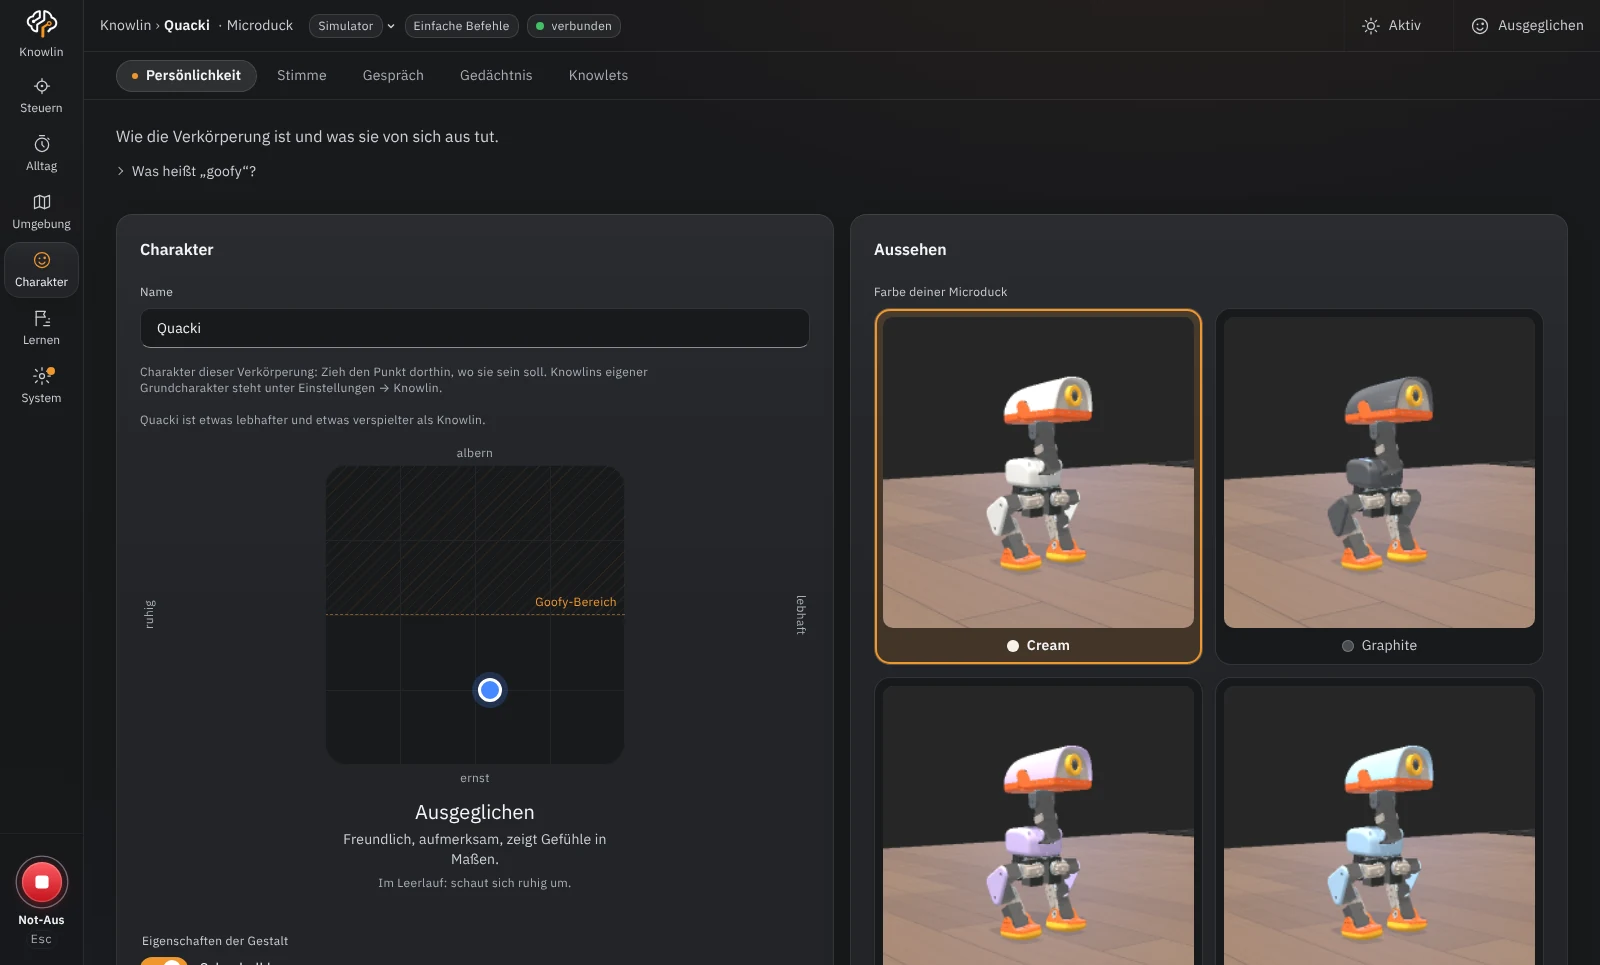 Knowlin
Steuern
Alltag
Umgebung
Charakter
Lernen
System
Not-Aus
Esc
Knowlin › Quacki · Microduck
Simulator
Einfache Befehle
verbunden
Aktiv
Ausgeglichen
Persönlichkeit
Stimme
Gespräch
Gedächtnis
Knowlets
Wie die Verkörperung ist und was sie von sich aus tut.
Was heißt „goofy“?
Charakter
Name
Quacki
Charakter dieser Verkörperung: Zieh den Punkt dorthin, wo sie sein soll. Knowlins eigener
Grundcharakter steht unter Einstellungen → Knowlin.
Quacki ist etwas lebhafter und etwas verspielter als Knowlin.
albern
ruhig
Goofy-Bereich
lebhaft
ernst
Ausgeglichen
Freundlich, aufmerksam, zeigt Gefühle in
Maßen.
Im Leerlauf: schaut sich ruhig um.
Eigenschaften der Gestalt
Aussehen
Farbe deiner Microduck
Cream
Graphite